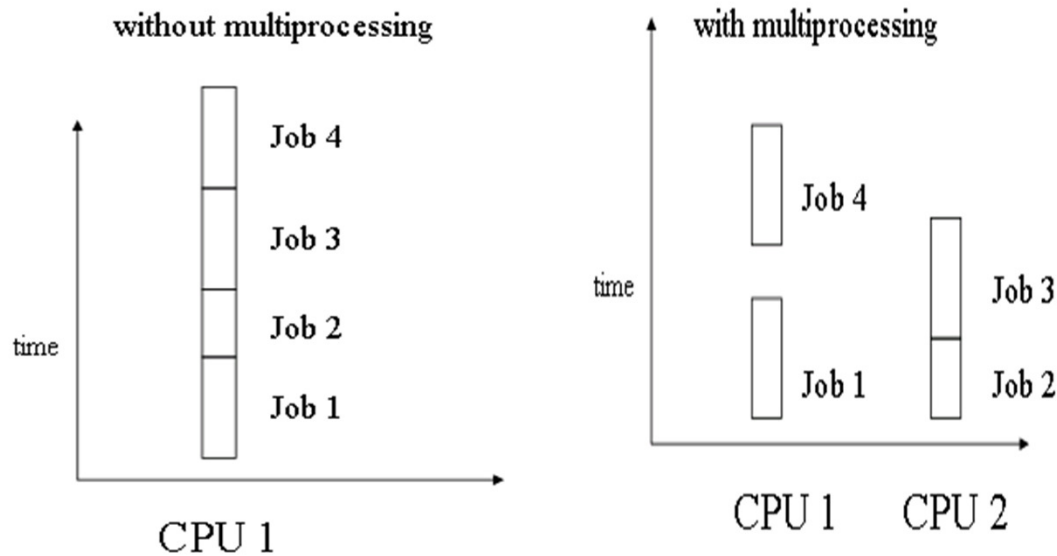 without multiprocessing
Job 4
Job 3
Job 2
Job 1
time
CPU 1
with multiprocessing
Job 4
Job 3
Job 1
Job 2
time
CPU 1
CPU 2